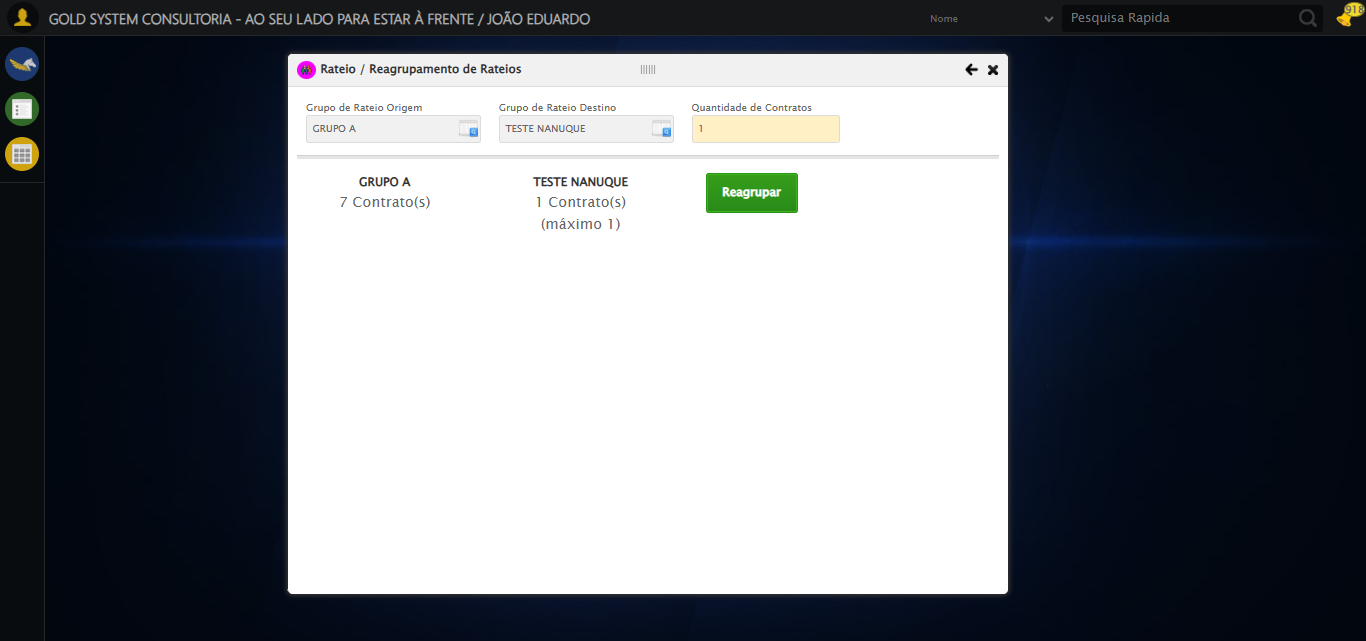 GOLD SYSTEM CONSULTORIA - AO SEU LADO PARA ESTAR À FRENTE / JOÃO EDUARDO
Nome
Pesquisa Rapida
918
Rateio / Reagrupamento de Rateios
Grupo de Rateio Origem
Grupo de Rateio Destino
Quantidade de Contratos
GRUPO A
TESTE NANUQUE
1
GRUPO A
7 Contrato(s)
TESTE NANUQUE
1 Contrato(s)
(máximo 1)
Reagrupar